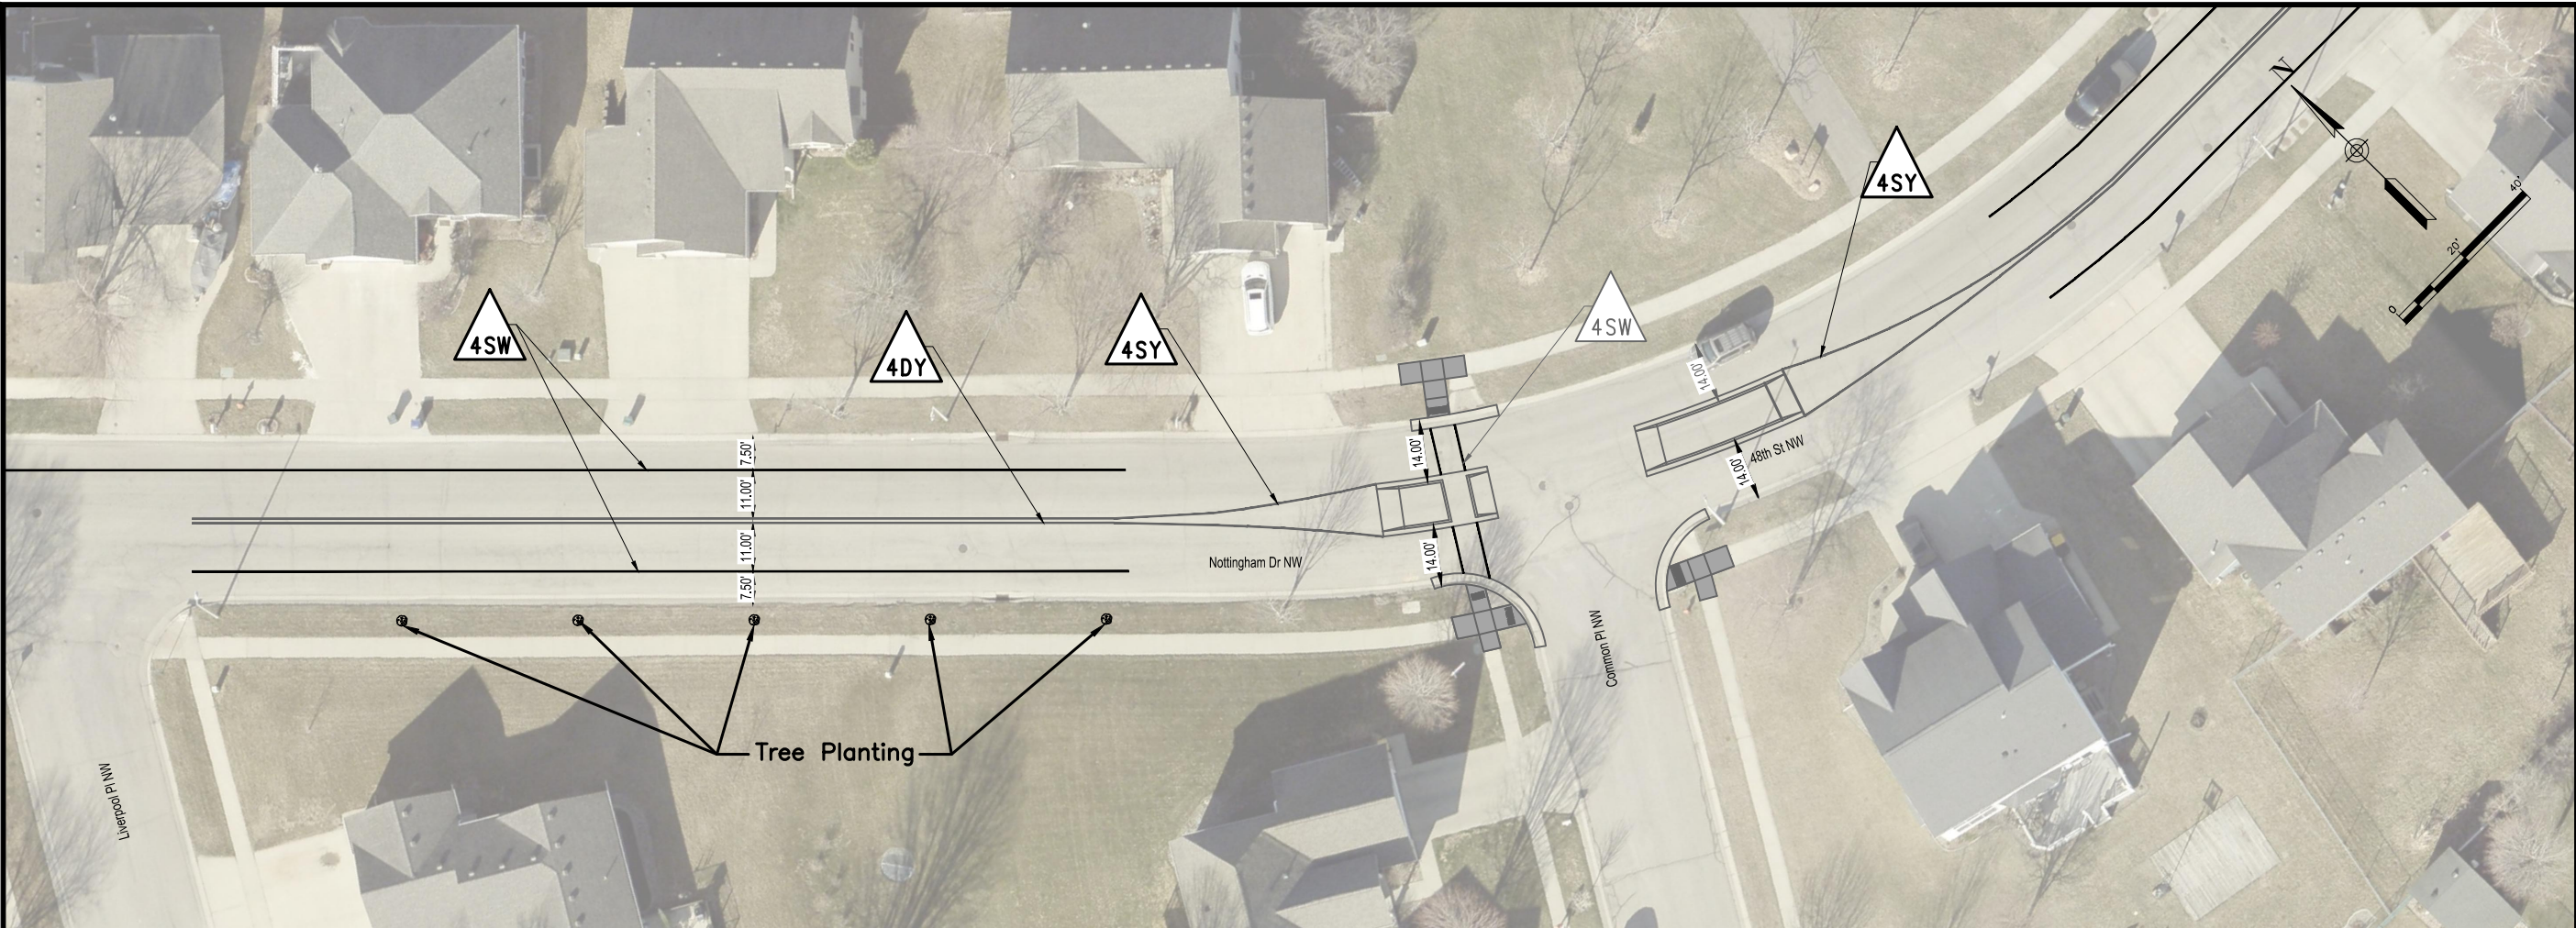 N
40'
20'
0
4SY
4SW
4DY
4SY
4SW
14.00'
48th St NW
14.00'
7.50'
11.00'
11.00'
7.50'
14.00'
14.00'
Nottingham Dr NW
Common Pl NW
Tree Planting
Liverpool Pl NW